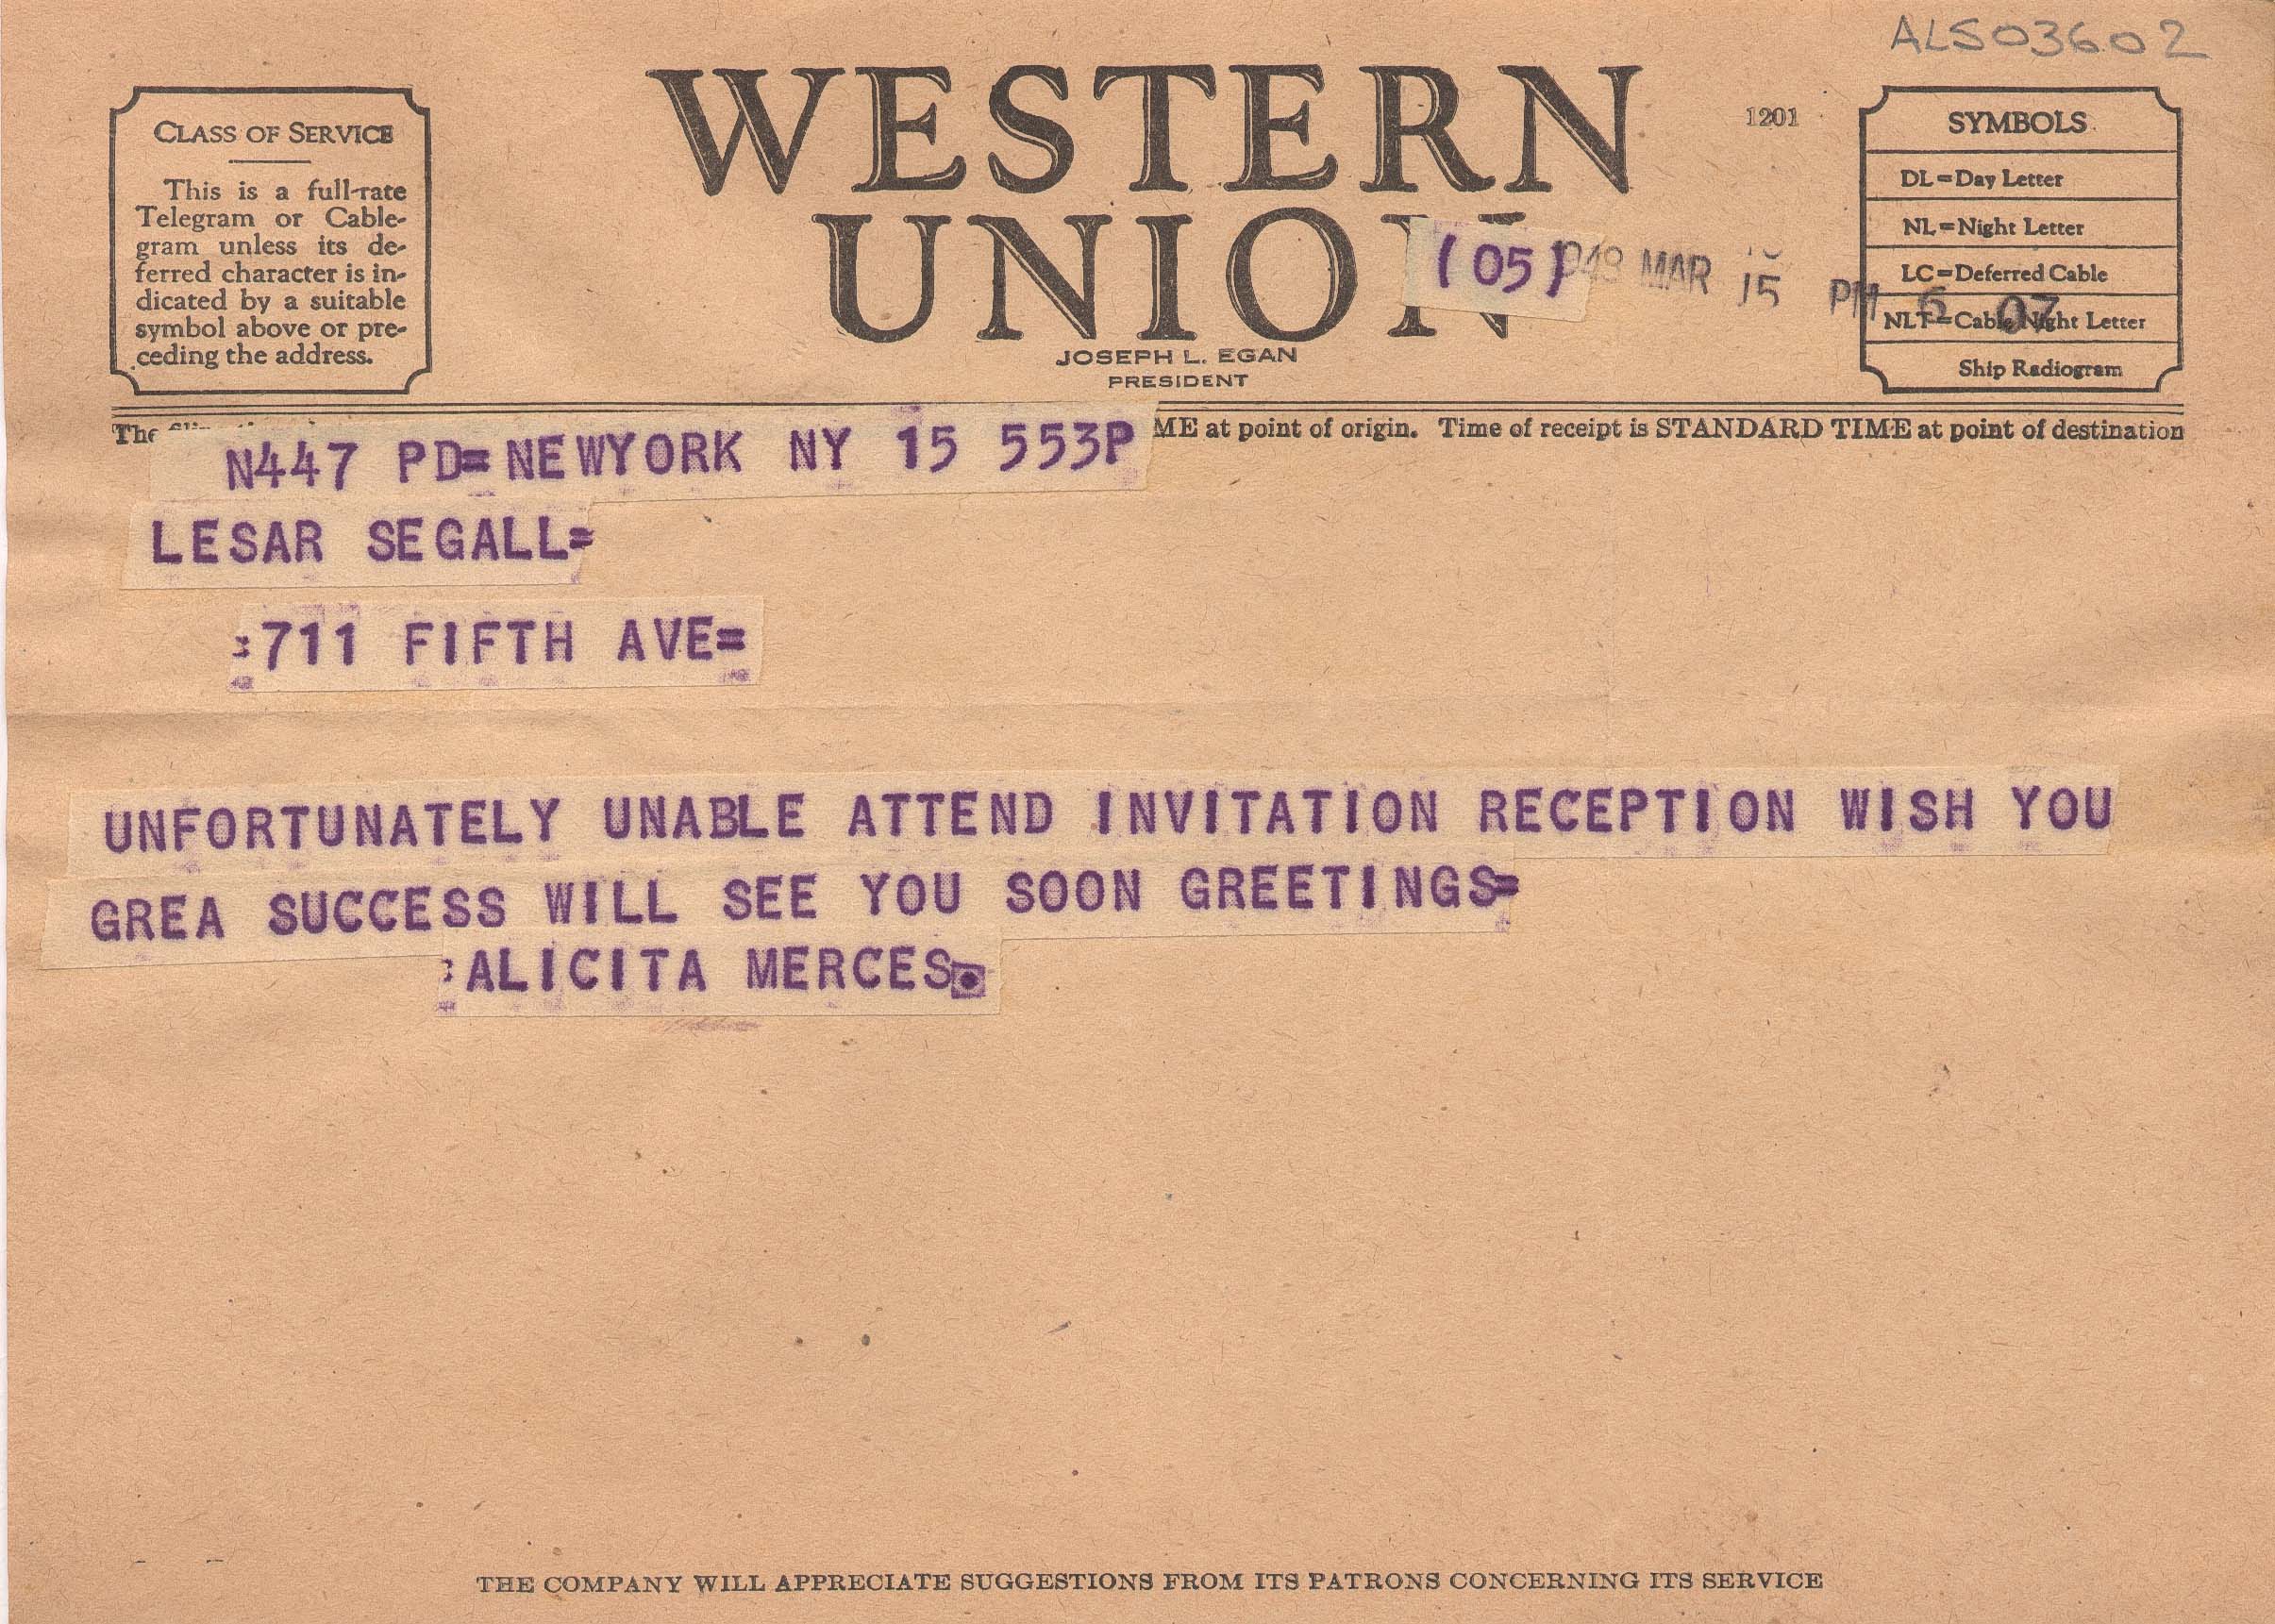 ALS03602
WESTERN
UNION
1201
CLASS OF SERVICE
This is a full-rate
Telegram or Cable-
gram unless its de-
ferred character is in-
dicated by a suitable
symbol above or pre-
ceding the address.
JOSEPH L. EGAN
PRESIDENT
(05)
MAR 15 PM 6 07
SYMBOLS
DL=Day Letter
NL=Night Letter
LC=Deferred Cable
NLT=Cable Night Letter
Ship Radiogram
The ME at point of origin. Time of receipt is STANDARD TIME at point of destination
N447 PD=NEWYORK NY 15 553P
LESAR SEGALL=
:711 FIFTH AVE=
UNFORTUNATELY UNABLE ATTEND INVITATION RECEPTION WISH YOU
GREA SUCCESS WILL SEE YOU SOON GREETINGS=
:ALICITA MERCES.
THE COMPANY WILL APPRECIATE SUGGESTIONS FROM ITS PATRONS CONCERNING ITS SERVICE